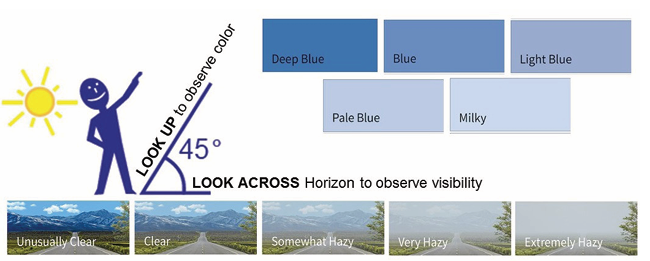 LOOK UP to observe color
45°
LOOK ACROSS Horizon to observe visibility
Deep Blue
Blue
Light Blue
Pale Blue
Milky
Unusually Clear
Clear
Somewhat Hazy
Very Hazy
Extremely Hazy